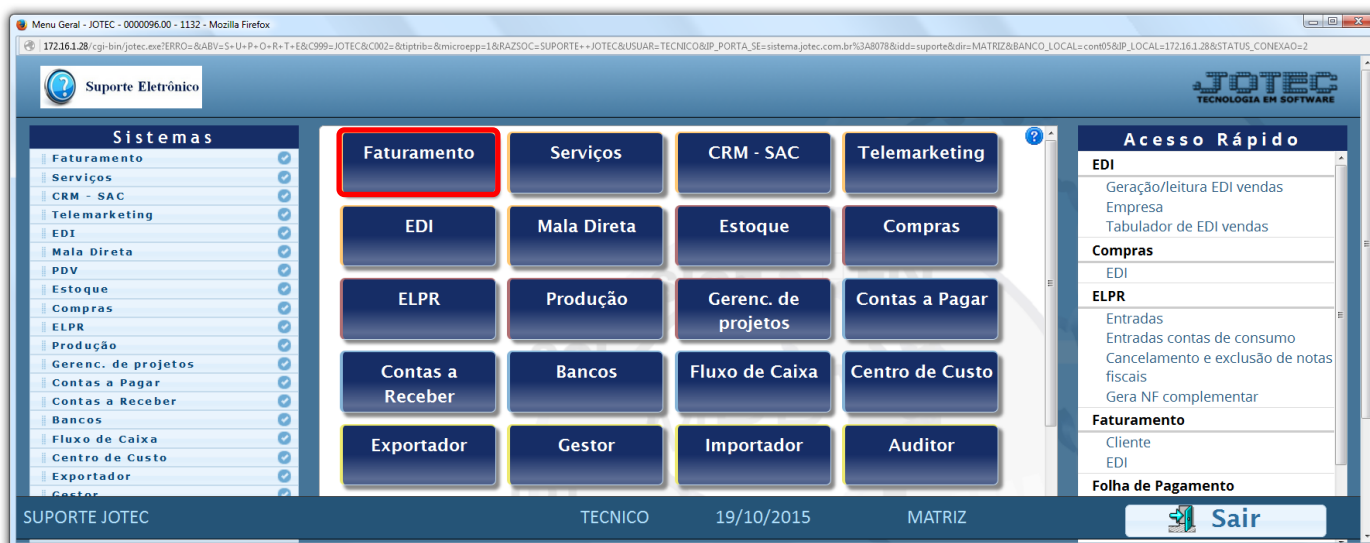 Menu Geral - JOTEC - 0000096.00 - 1132 - Mozilla Firefox
172.16.1.28/cgi-bin/jotec.exe?ERRO=&ABV=S+U+P+O+R+T+E&C999=JOTEC&C002=&tiptrib=&microepp=1&RAZSOC=SUPORTE++JOTEC&USUAR=TECNICO&IP_PORTA_SE=sistema.jotec.com.br%3A8078&idd=suporte&dir=MATRIZ&BANCO_LOCAL=cont05&IP_LOCAL=172.16.1.28&STATUS_CONEXAO=2
Suporte Eletrônico
JOTEC
TECNOLOGIA EM SOFTWARE
Sistemas
Faturamento
Serviços
CRM - SAC
Telemarketing
EDI
Mala Direta
PDV
Estoque
Compras
ELPR
Produção
Gerenc. de projetos
Contas a Pagar
Contas a Receber
Bancos
Fluxo de Caixa
Centro de Custo
Exportador
Gestor
Faturamento
Serviços
CRM - SAC
Telemarketing
EDI
Mala Direta
Estoque
Compras
ELPR
Produção
Gerenc. de
projetos
Contas a Pagar
Contas a
Receber
Bancos
Fluxo de Caixa
Centro de Custo
Exportador
Gestor
Importador
Auditor
Acesso Rápido
EDI
Geração/leitura EDI vendas
Empresa
Tabulador de EDI vendas
Compras
EDI
ELPR
Entradas
Entradas contas de consumo
Cancelamento e exclusão de notas
fiscais
Gera NF complementar
Faturamento
Cliente
EDI
Folha de Pagamento
SUPORTE JOTEC
TECNICO
19/10/2015
MATRIZ
Sair